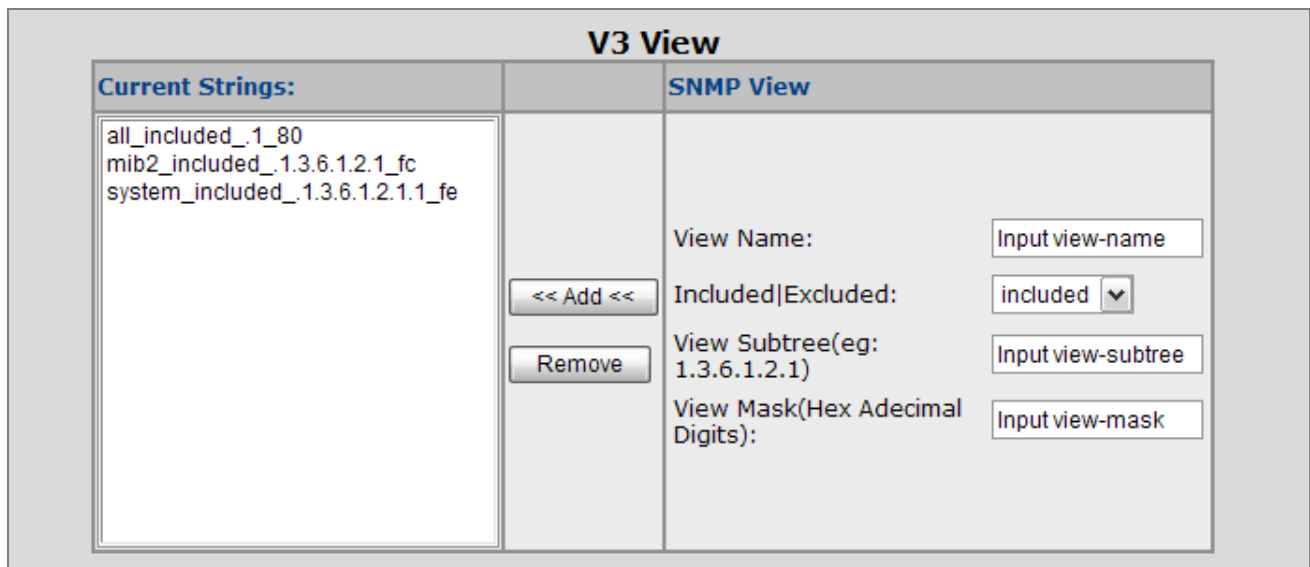 V3 View
Current Strings:
SNMP View
all_included_.1_80
mib2_included_.1.3.6.1.2.1_fc
system_included_.1.3.6.1.2.1.1_fe
<< Add <<
Remove
View Name:
Input view-name
Included|Excluded:
included
View Subtree(eg:
1.3.6.1.2.1)
Input view-subtree
View Mask(Hex Adecimal
Digits):
Input view-mask